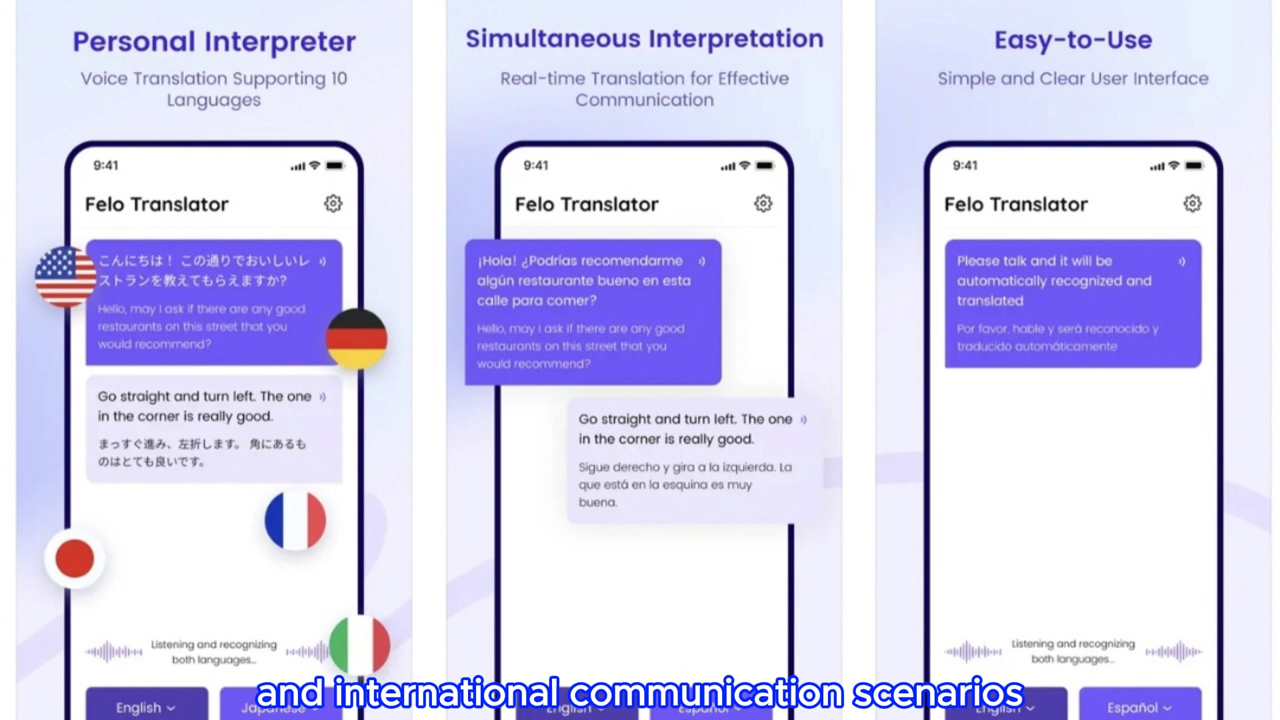 Personal Interpreter
Voice Translation Supporting 10
Languages
9:41
Felo Translator
こんにちは！ この通りでおいしいレ
ストランを教えてもらえますか?
Hello, may I ask if there are any good
restaurants on this street that you
would recommend?
Go straight and turn left. The one
in the corner is really good.
まっすぐ進み、左折します。 角にあるも
のはとても良いです。
Listening and recognizing
both languages...
English
Japanese
Simultaneous Interpretation
Real-time Translation for Effective
Communication
9:41
Felo Translator
¡Hola! ¿Podrías recomendarme
algún restaurante bueno en esta
calle para comer?
Hello, may I ask if there are any good
restaurants on this street that you
would recommend?
Go straight and turn left. The one
in the corner is really good.
Sigue derecho y gira a la izquierda. La
que está en la esquina es muy
buena.
English
Español
Easy-to-Use
Simple and Clear User Interface
9:41
Felo Translator
Please talk and it will be
automatically recognized and
translated
Por favor, hable y será reconocido y
traducido automáticamente
Listening and recognizing
both languages...
English
Español
and international communication scenarios